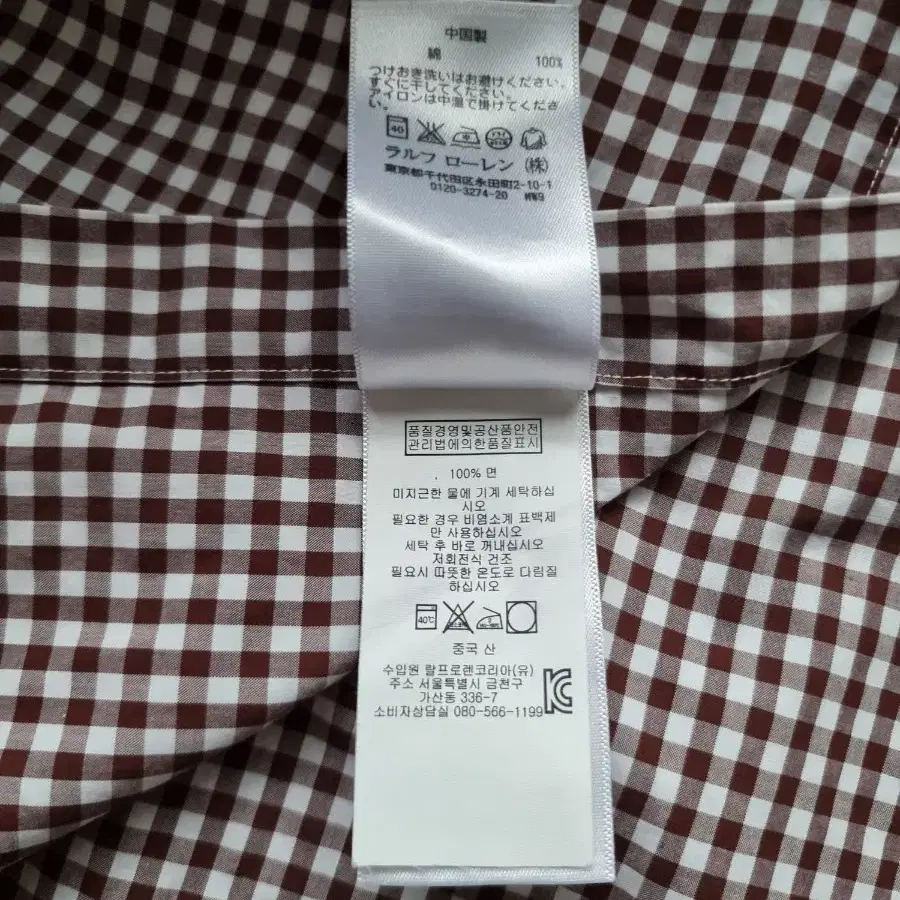 中国製
綿 100%
つけおき洗いはお避けください。
すぐに干してください。
アイロンは中温で掛けてくださ
い。
40
ラルフ ローレン (株)
東京都千代田区永田町2-10-1
0120-3274-20 MW9
품질경영및공산품안전
관리법에의한품질표시
. 100% 면
미지근한 물에 기계 세탁하십
시오
필요한 경우 비염소계 표백제
만 사용하십시오
세탁 후 바로 꺼내십시오
저회전식 건조
필요시 따뜻한 온도로 다림질
하십시오
40℃
중국 산
수입원 랄프로렌코리아(유)
주소 서울특별시 금천구
가산동 336-7
소비자상담실 080-566-1199